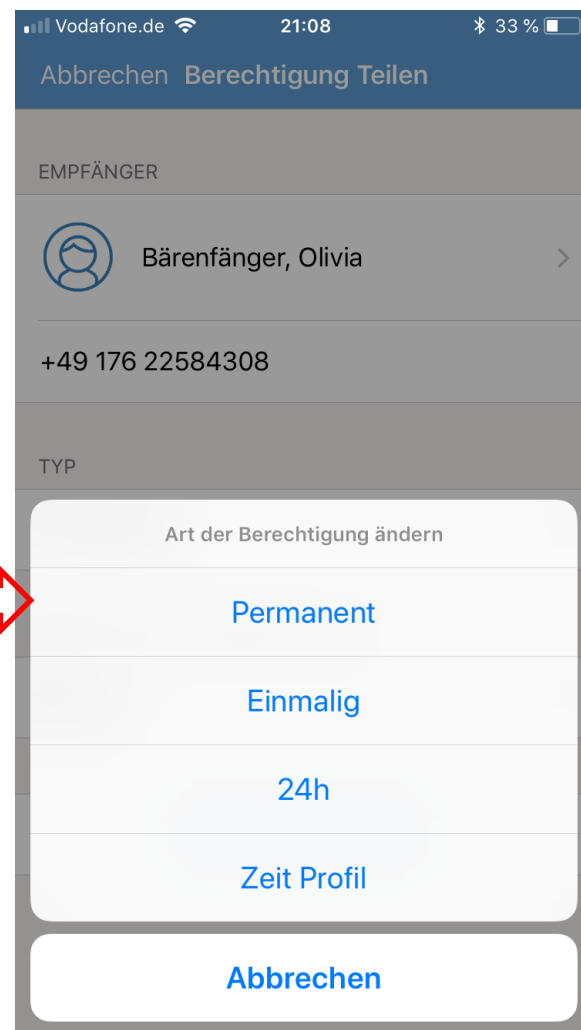 Vodafone.de 21:08 33 %
Abbrechen Berechtigung Teilen
EMPFÄNGER
Bärenfänger, Olivia
+49 176 22584308
TYP
Art der Berechtigung ändern
Permanent
Einmalig
24h
Zeit Profil
Abbrechen